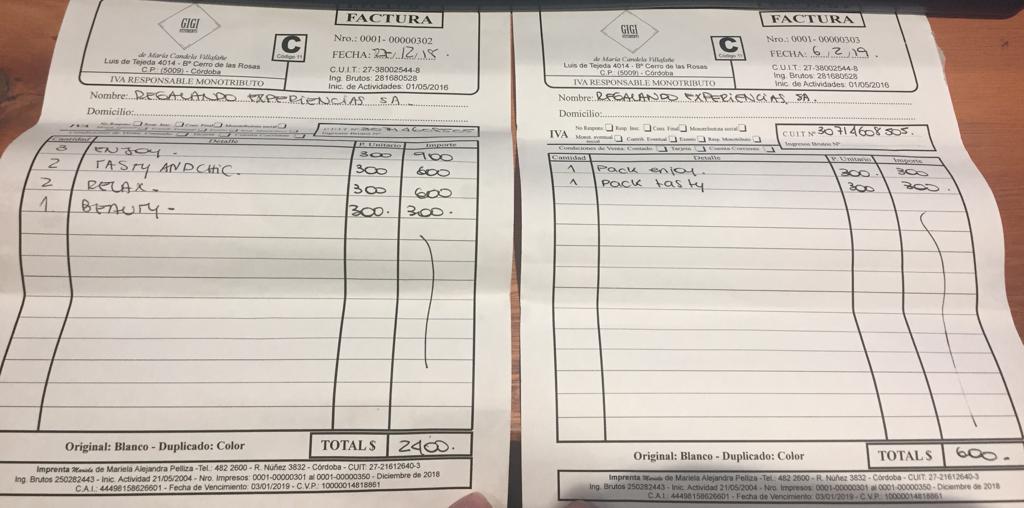 FACTURA
GIGI
C
Código 11
Nro.: 0001- 00000302
FECHA: /12/18.
de María Candela Villafañe
Luis de Tejeda 4014 - Bº Cerro de las Rosas
C.P.: (5009) - Córdoba
C.U.I.T: 27-38002544-8
Ing. Brutos: 281680528
Inic. de Actividades: 01/05/2016
IVA RESPONSABLE MONOTRIBUTO
Nombre: REGALANDO EXPERIENCIAS SA
Domicilio:
IVA
CUIT Nº 30714608505
Cantidad Detalle P. Unitario Importe
3 ENJOY. 300 900
2 TASTY AND CHIC. 300 600
2 RELAX. 300 600
1 BEAUTY - 300. 300.
Original: Blanco - Duplicado: Color TOTAL $ 2400.
Imprenta de Mariela Alejandra Pelliza -Tel.: 482 2600 - R. Núñez 3832 - Córdoba - CUIT: 27-21612640-3
Ing. Brutos 250282443 - Inic. Actividad 21/05/2004 - Nro. Impresos: 0001-00000301 al 0001-00000350 - Diciembre de 2018
C.A.I.: 44498158626601 - Fecha de Vencimiento: 03/01/2019 - C.V.P.: 10000014818861
FACTURA
GIGI
C
Código 11
Nro.: 0001- 00000303
FECHA: 6/2/19
de María Candela Villafañe
Luis de Tejeda 4014 - Bº Cerro de las Rosas
C.P.: (5009) - Córdoba
C.U.I.T: 27-38002544-8
Ing. Brutos: 281680528
Inic. de Actividades: 01/05/2016
IVA RESPONSABLE MONOTRIBUTO
Nombre: REGALANDO EXPERIENCIAS SA.
Domicilio:
IVA No Respons. Resp. Insc. Cons. Final Monotributista social
Monot. eventual social Contrib. Eventual Exento Resp. Monotributo
CUIT Nº 30714608505.
Ingresos Brutos Nº
Condiciones de Venta: Contado Tarjeta Cuenta Corriente
Cantidad Detalle P. Unitario Importe
1 Pack enjoy. 300. 300
1 Pack tasty 300 300.
Original: Blanco - Duplicado: Color TOTAL $ 600.
Imprenta de Mariela Alejandra Pelliza -Tel.: 482 2600 - R. Núñez 3832 - Córdoba - CUIT: 27-21612640-3
Ing. Brutos 250282443 - Inic. Actividad 21/05/2004 - Nro. Impresos: 0001-00000301 al 0001-00000350 - Diciembre de 2018
C.A.I.: 44498158626601 - Fecha de Vencimiento: 03/01/2019 - C.V.P.: 10000014818861